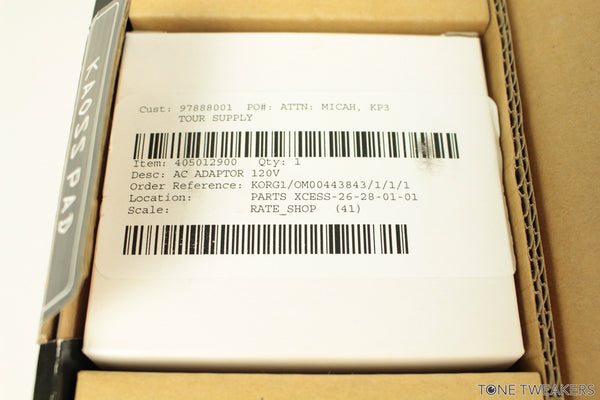 KAOSS PAD
Cust: 97888001 PO#: ATTN: MICAH, KP3
TOUR SUPPLY
Item: 405012900 Qty: 1
Desc: AC ADAPTOR 120V
Order Reference: KORG1/OM00443843/1/1/1
Location: PARTS XCESS-26-28-01-01
Scale: RATE_SHOP (41)
TONE TWEAKERS